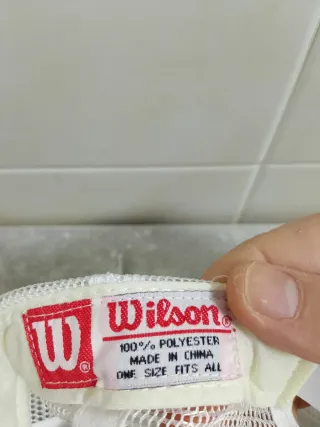 W®
Wilson®
100% POLYESTER
MADE IN CHINA
ONE SIZE FITS ALL